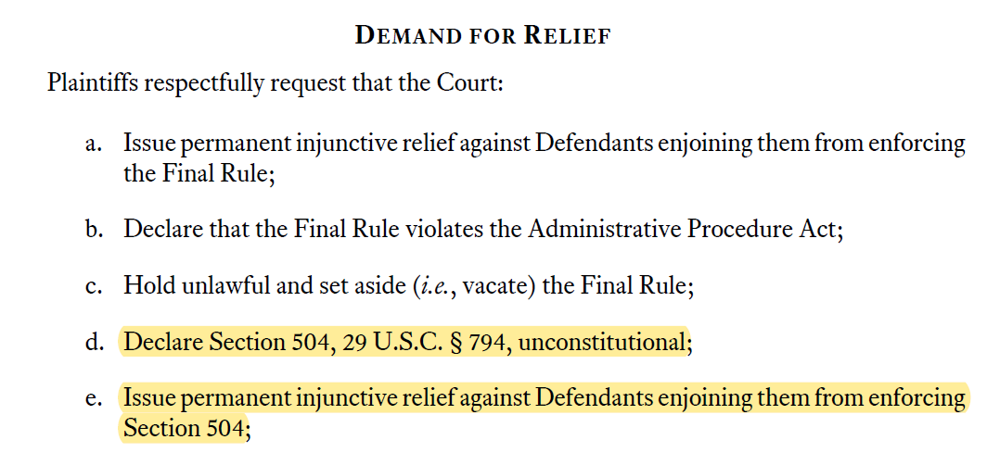 DEMAND FOR RELIEF
Plaintiffs respectfully request that the Court:
a. Issue permanent injunctive relief against Defendants enjoining them from enforcing
the Final Rule;
b. Declare that the Final Rule violates the Administrative Procedure Act;
c. Hold unlawful and set aside (i.e., vacate) the Final Rule;
d. Declare Section 504, 29 U.S.C. § 794, unconstitutional;
e. Issue permanent injunctive relief against Defendants enjoining them from enforcing
Section 504;